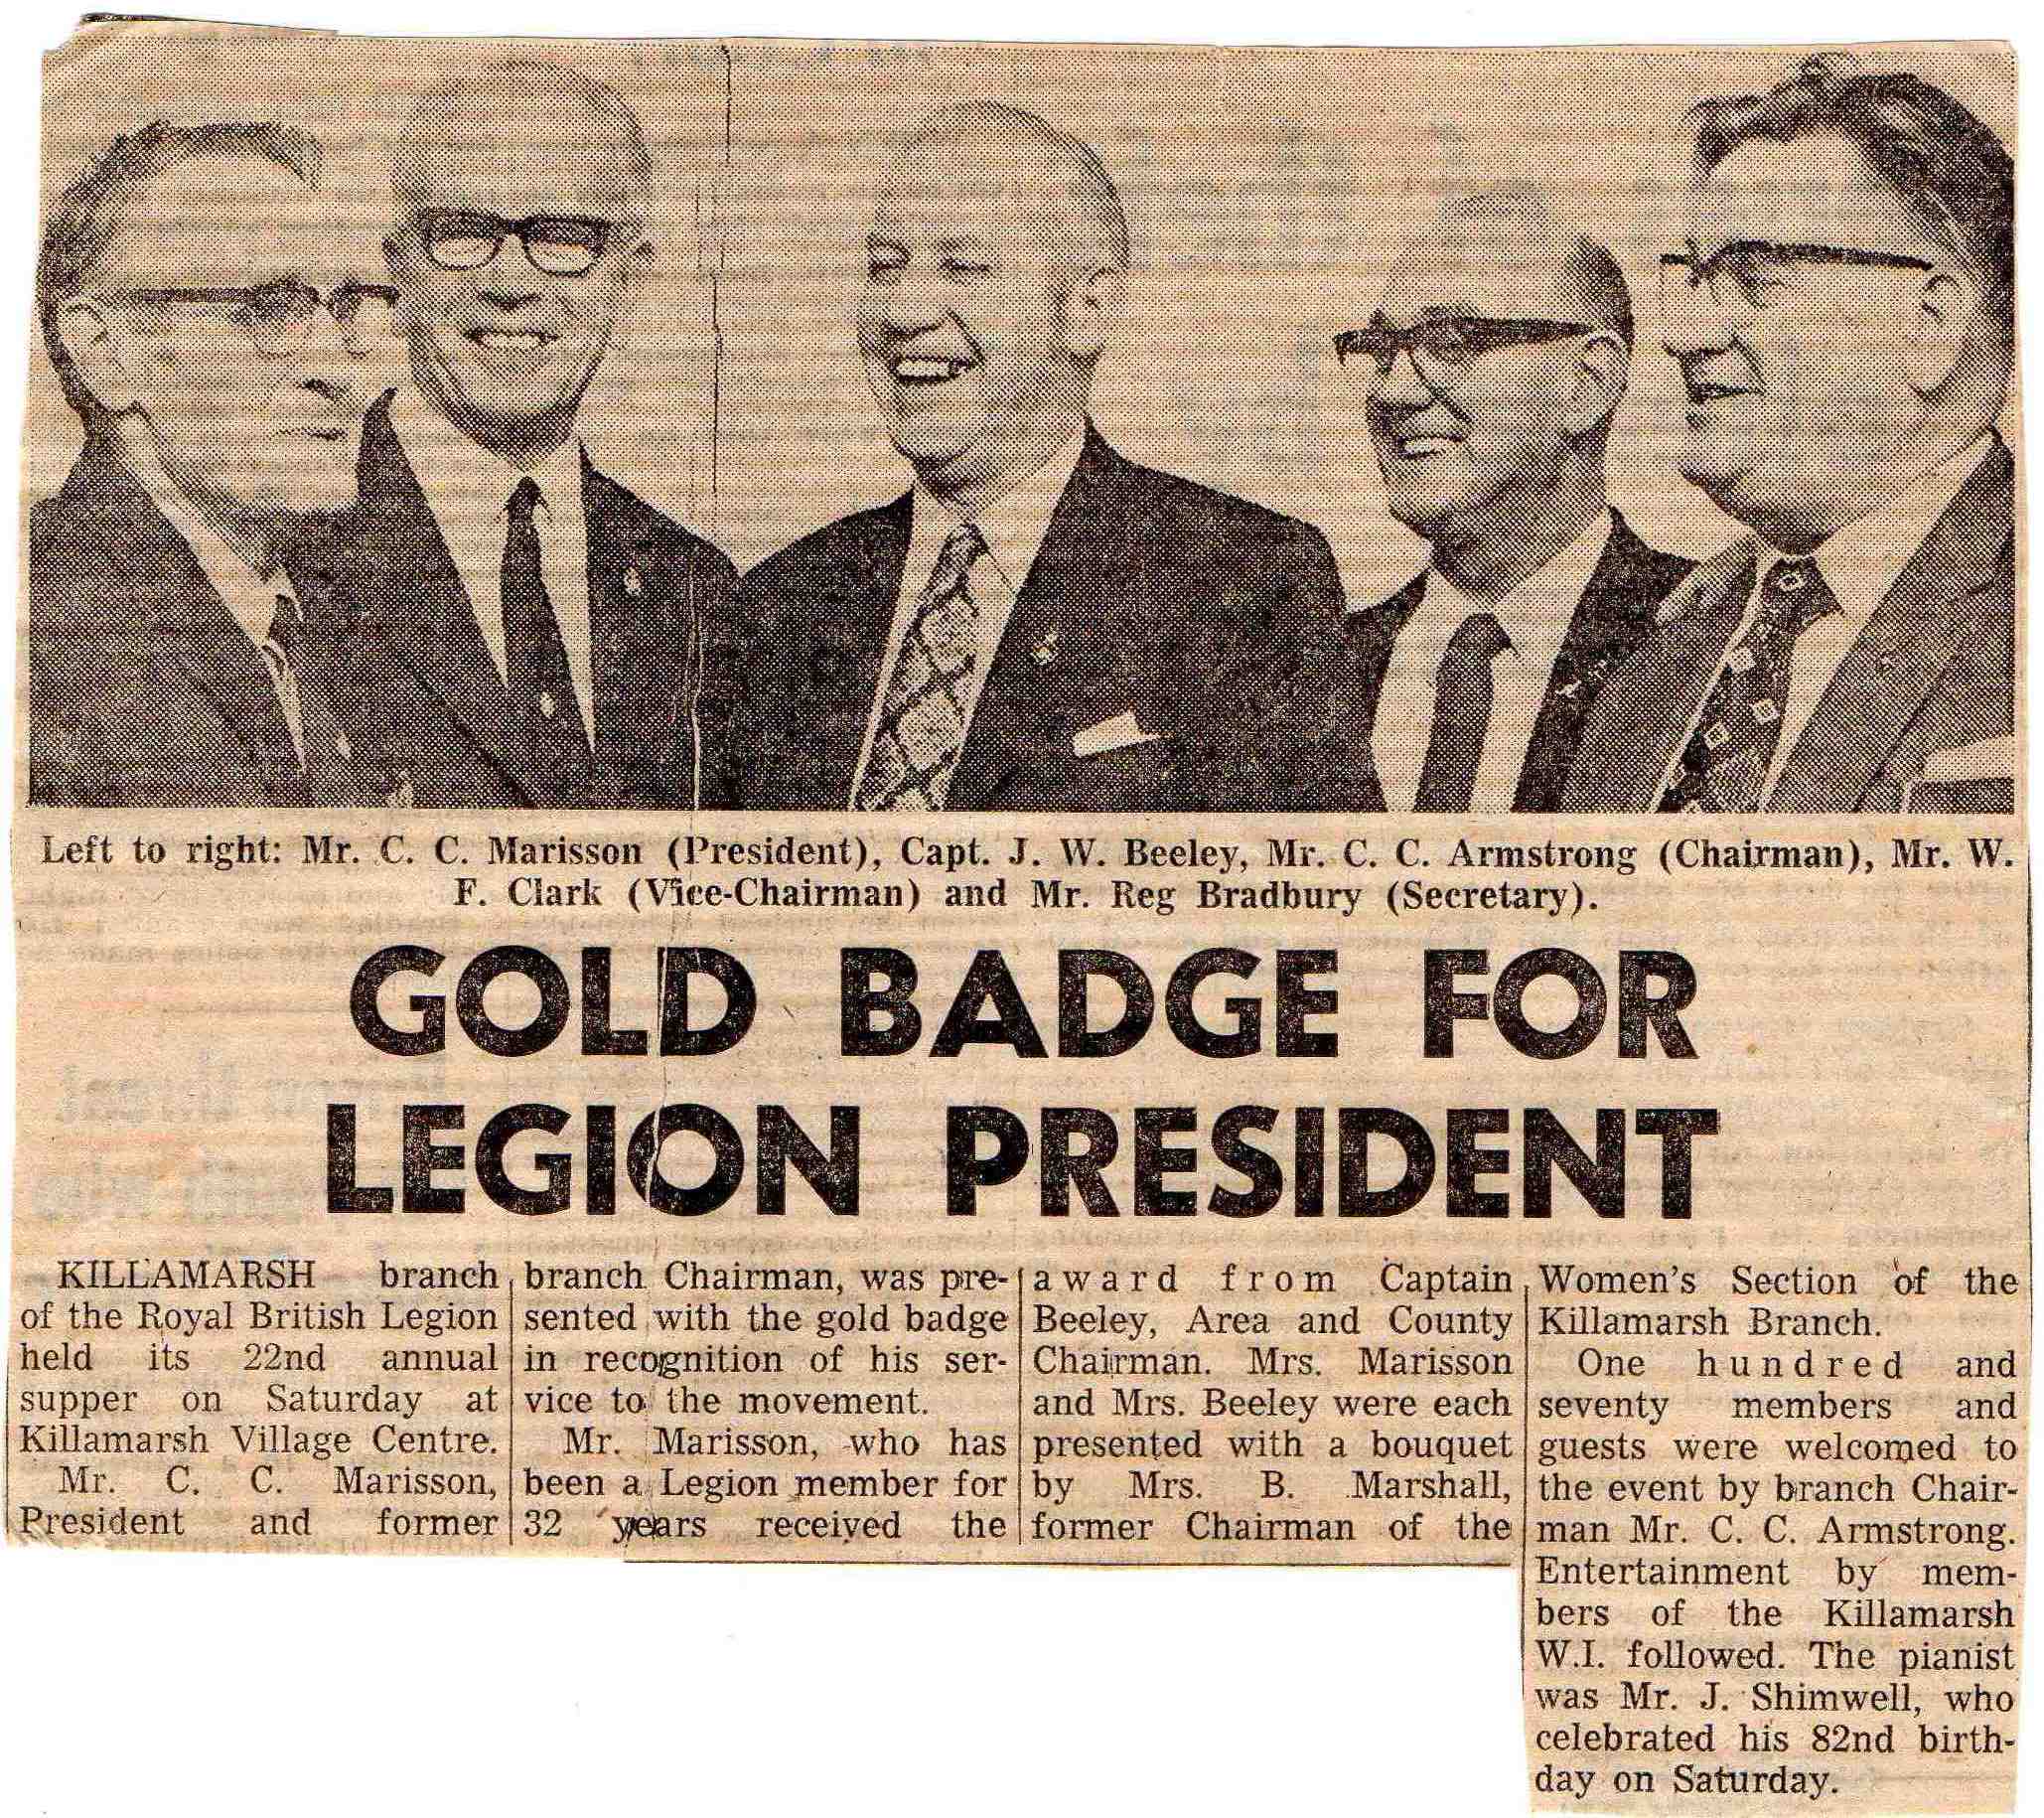 Left to right: Mr. C. C. Marisson (President), Capt. J. W. Beeley, Mr. C. C. Armstrong (Chairman), Mr. W.
F. Clark (Vice-Chairman) and Mr. Reg Bradbury (Secretary).
GOLD BADGE FOR
LEGION PRESIDENT
KILLAMARSH branch
of the Royal British Legion
held its 22nd annual
supper on Saturday at
Killamarsh Village Centre.
Mr. C. C. Marisson,
President and former
branch Chairman, was pre-
sented with the gold badge
in recognition of his ser-
vice to the movement.
Mr. Marisson, who has
been a Legion member for
32 years received the
award from Captain
Beeley, Area and County
Chairman. Mrs. Marisson
and Mrs. Beeley were each
presented with a bouquet
by Mrs. B. Marshall,
former Chairman of the
Women's Section of the
Killamarsh Branch.
One hundred and
seventy members and
guests were welcomed to
the event by branch Chair-
man Mr. C. C. Armstrong.
Entertainment by mem-
bers of the Killamarsh
W.I. followed. The pianist
was Mr. J. Shimwell, who
celebrated his 82nd birth-
day on Saturday.